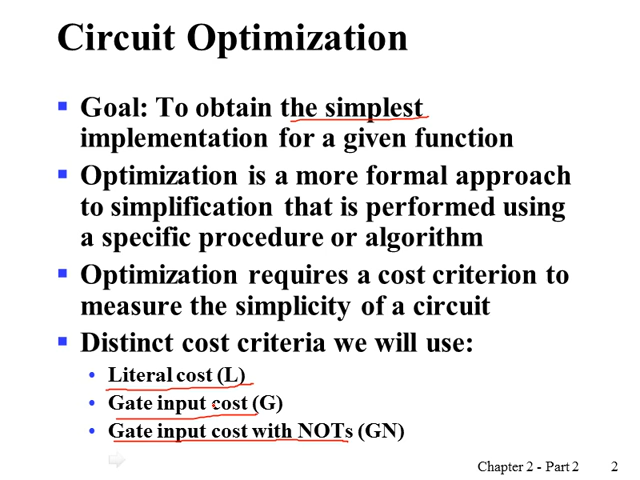 Circuit Optimization
▪ Goal: To obtain the simplest
implementation for a given function
▪ Optimization is a more formal approach
to simplification that is performed using
a specific procedure or algorithm
▪ Optimization requires a cost criterion to
measure the simplicity of a circuit
▪ Distinct cost criteria we will use:
• Literal cost (L)
• Gate input cost (G)
• Gate input cost with NOTs (GN)
Chapter 2 - Part 2 2